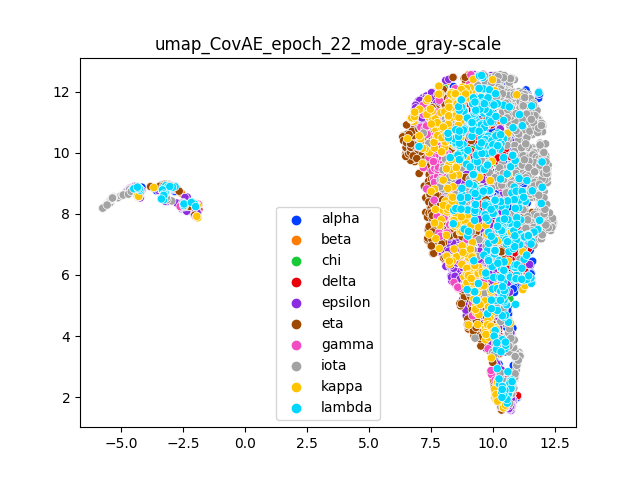 umap_CovAE_epoch_22_mode_gray-scale
12
10
8
6
4
2
alpha
beta
chi
delta
epsilon
eta
gamma
iota
kappa
lambda
−5.0 −2.5 0.0 2.5 5.0 7.5 10.0 12.5